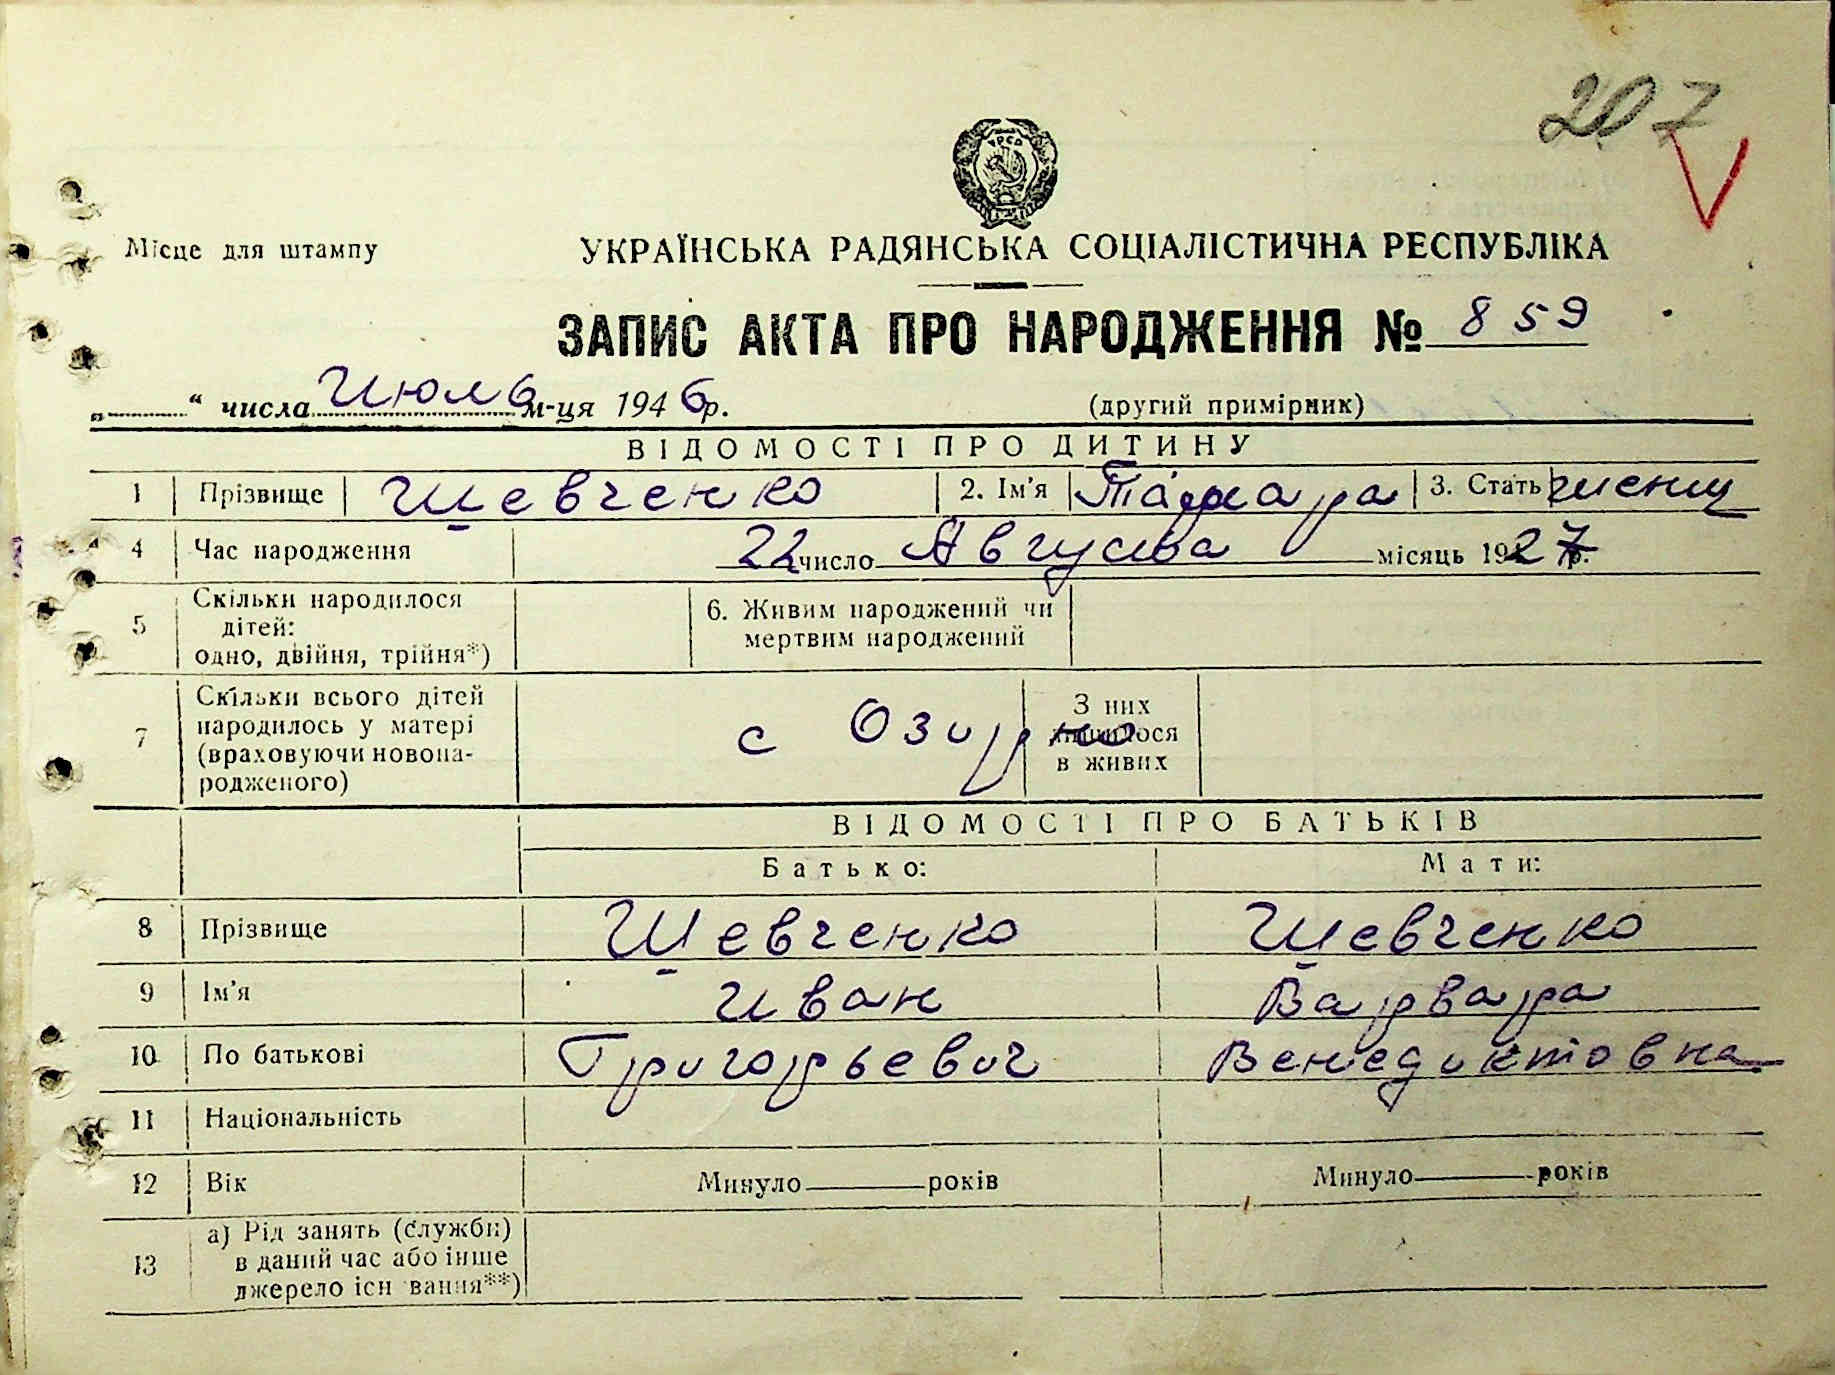 207
УРСР
Місце для штампу
УКРАЇНСЬКА РАДЯНСЬКА СОЦІАЛІСТИЧНА РЕСПУБЛІКА
ЗАПИС АКТА ПРО НАРОДЖЕННЯ № 859
„ “ числа Июль м-ця 1946 р. (другий примірник)
ВІДОМОСТІ ПРО ДИТИНУ
1 Прізвище Шевченко 2. Ім'я Тамара 3. Стать женщ
4 Час народження 22 число Августа місяць 1927 р.
5 Скільки народилося дітей: одно, двійня, трійня*) 6. Живим народжений чи мертвим народжений
7 Скільки всього дітей народилось у матері (враховуючи новонародженого) с Озирно З них лишилося в живих
ВІДОМОСТІ ПРО БАТЬКІВ
Батько: Мати:
8 Прізвище Шевченко Шевченко
9 Ім'я Иван Варвара
10 По батькові Григорьевич Венедиктовна
11 Національність
12 Вік Минуло років Минуло років
13 а) Рід занять (служби) в даний час або інше джерело існ вання**)